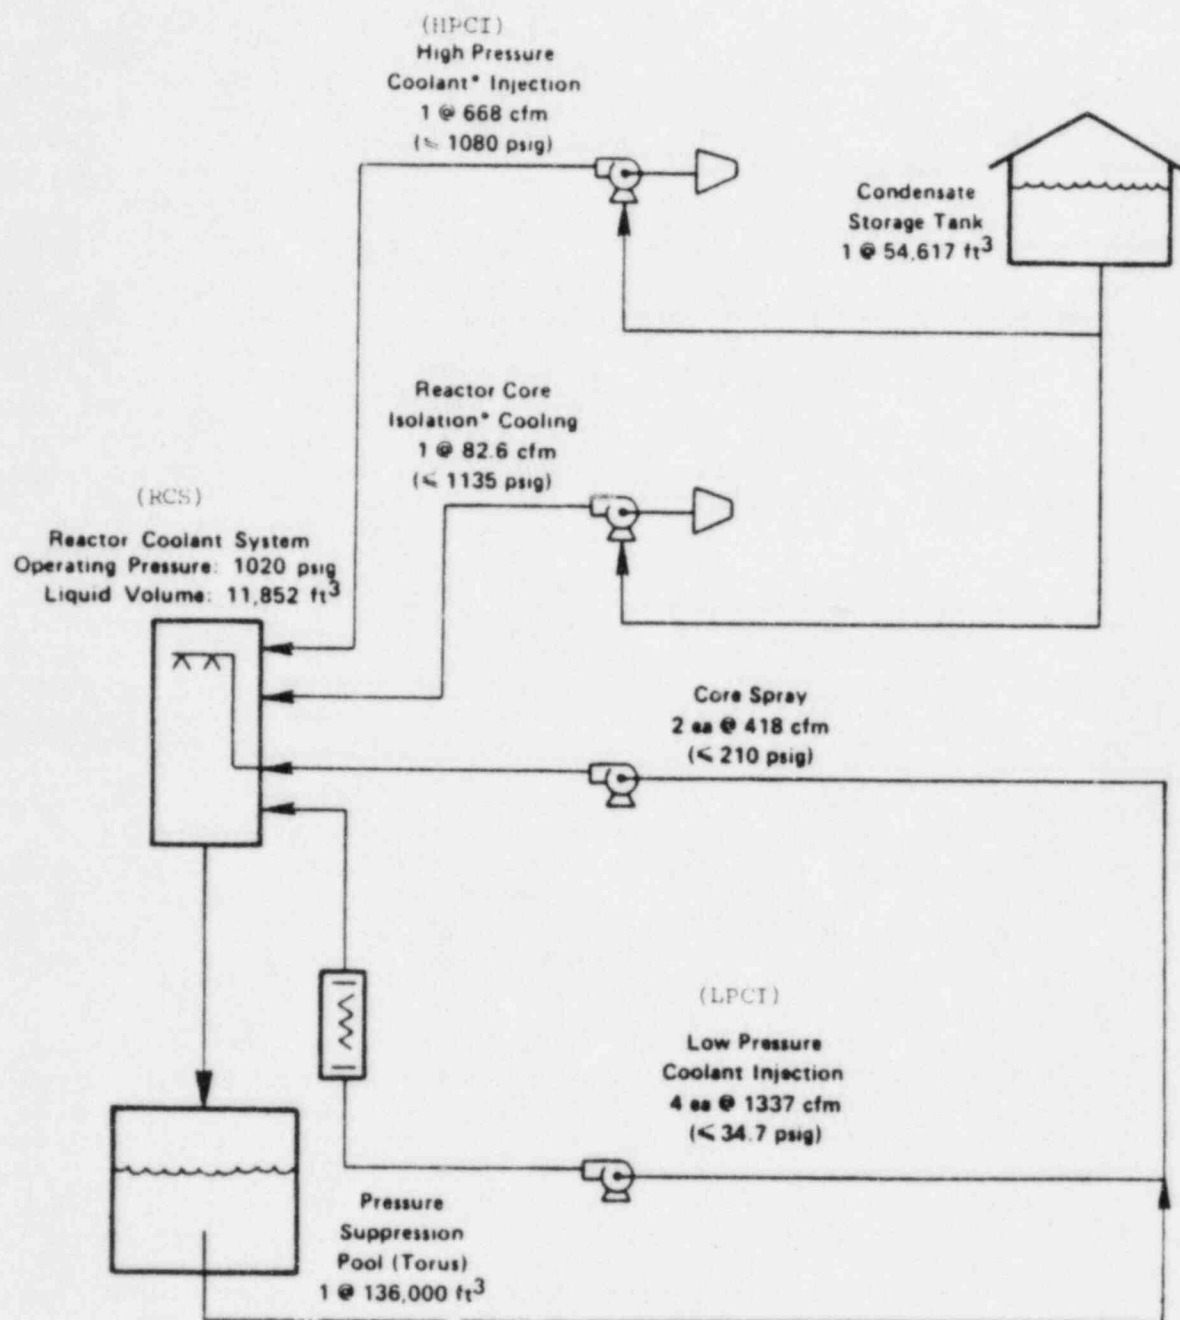 (HPCI)
High Pressure
Coolant* Injection
1 @ 668 cfm
(≤ 1080 psig)
Condensate
Storage Tank
1 @ 54,617 ft³
Reactor Core
Isolation* Cooling
1 @ 82.6 cfm
(≤ 1135 psig)
(RCS)
Reactor Coolant System
Operating Pressure: 1020 psig
Liquid Volume: 11,852 ft³
Core Spray
2 ea @ 418 cfm
(≤ 210 psig)
(LPCI)
Low Pressure
Coolant Injection
4 ea @ 1337 cfm
(≤ 34.7 psig)
Pressure
Suppression
Pool (Torus)
1 @ 136,000 ft³